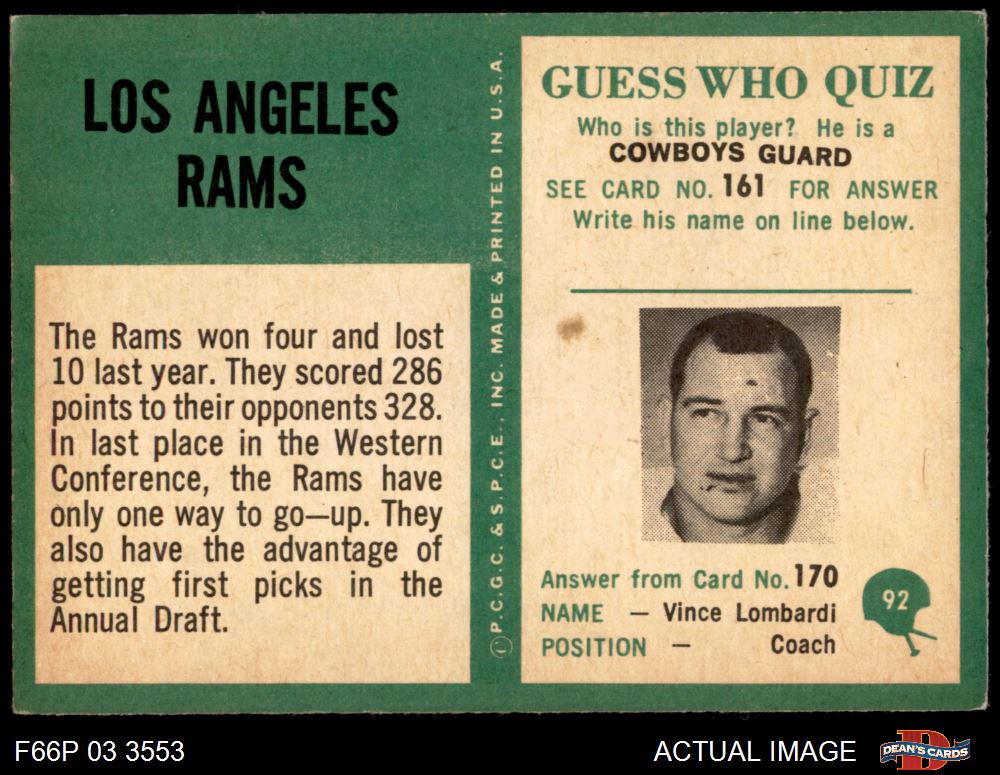 LOS ANGELES
RAMS
The Rams won four and lost
10 last year. They scored 286
points to their opponents 328.
In last place in the Western
Conference, the Rams have
only one way to go—up. They
also have the advantage of
getting first picks in the
Annual Draft.
Ⓒ P.C.G.C. & S.P.C.E., INC. MADE & PRINTED IN U.S.A.
GUESS WHO QUIZ
Who is this player? He is a
COWBOYS GUARD
SEE CARD NO. 161 FOR ANSWER
Write his name on line below.
Answer from Card No. 170
NAME — Vince Lombardi
POSITION — Coach
92
F66P 03 3553
ACTUAL IMAGE
D
DEAN'S CARDS